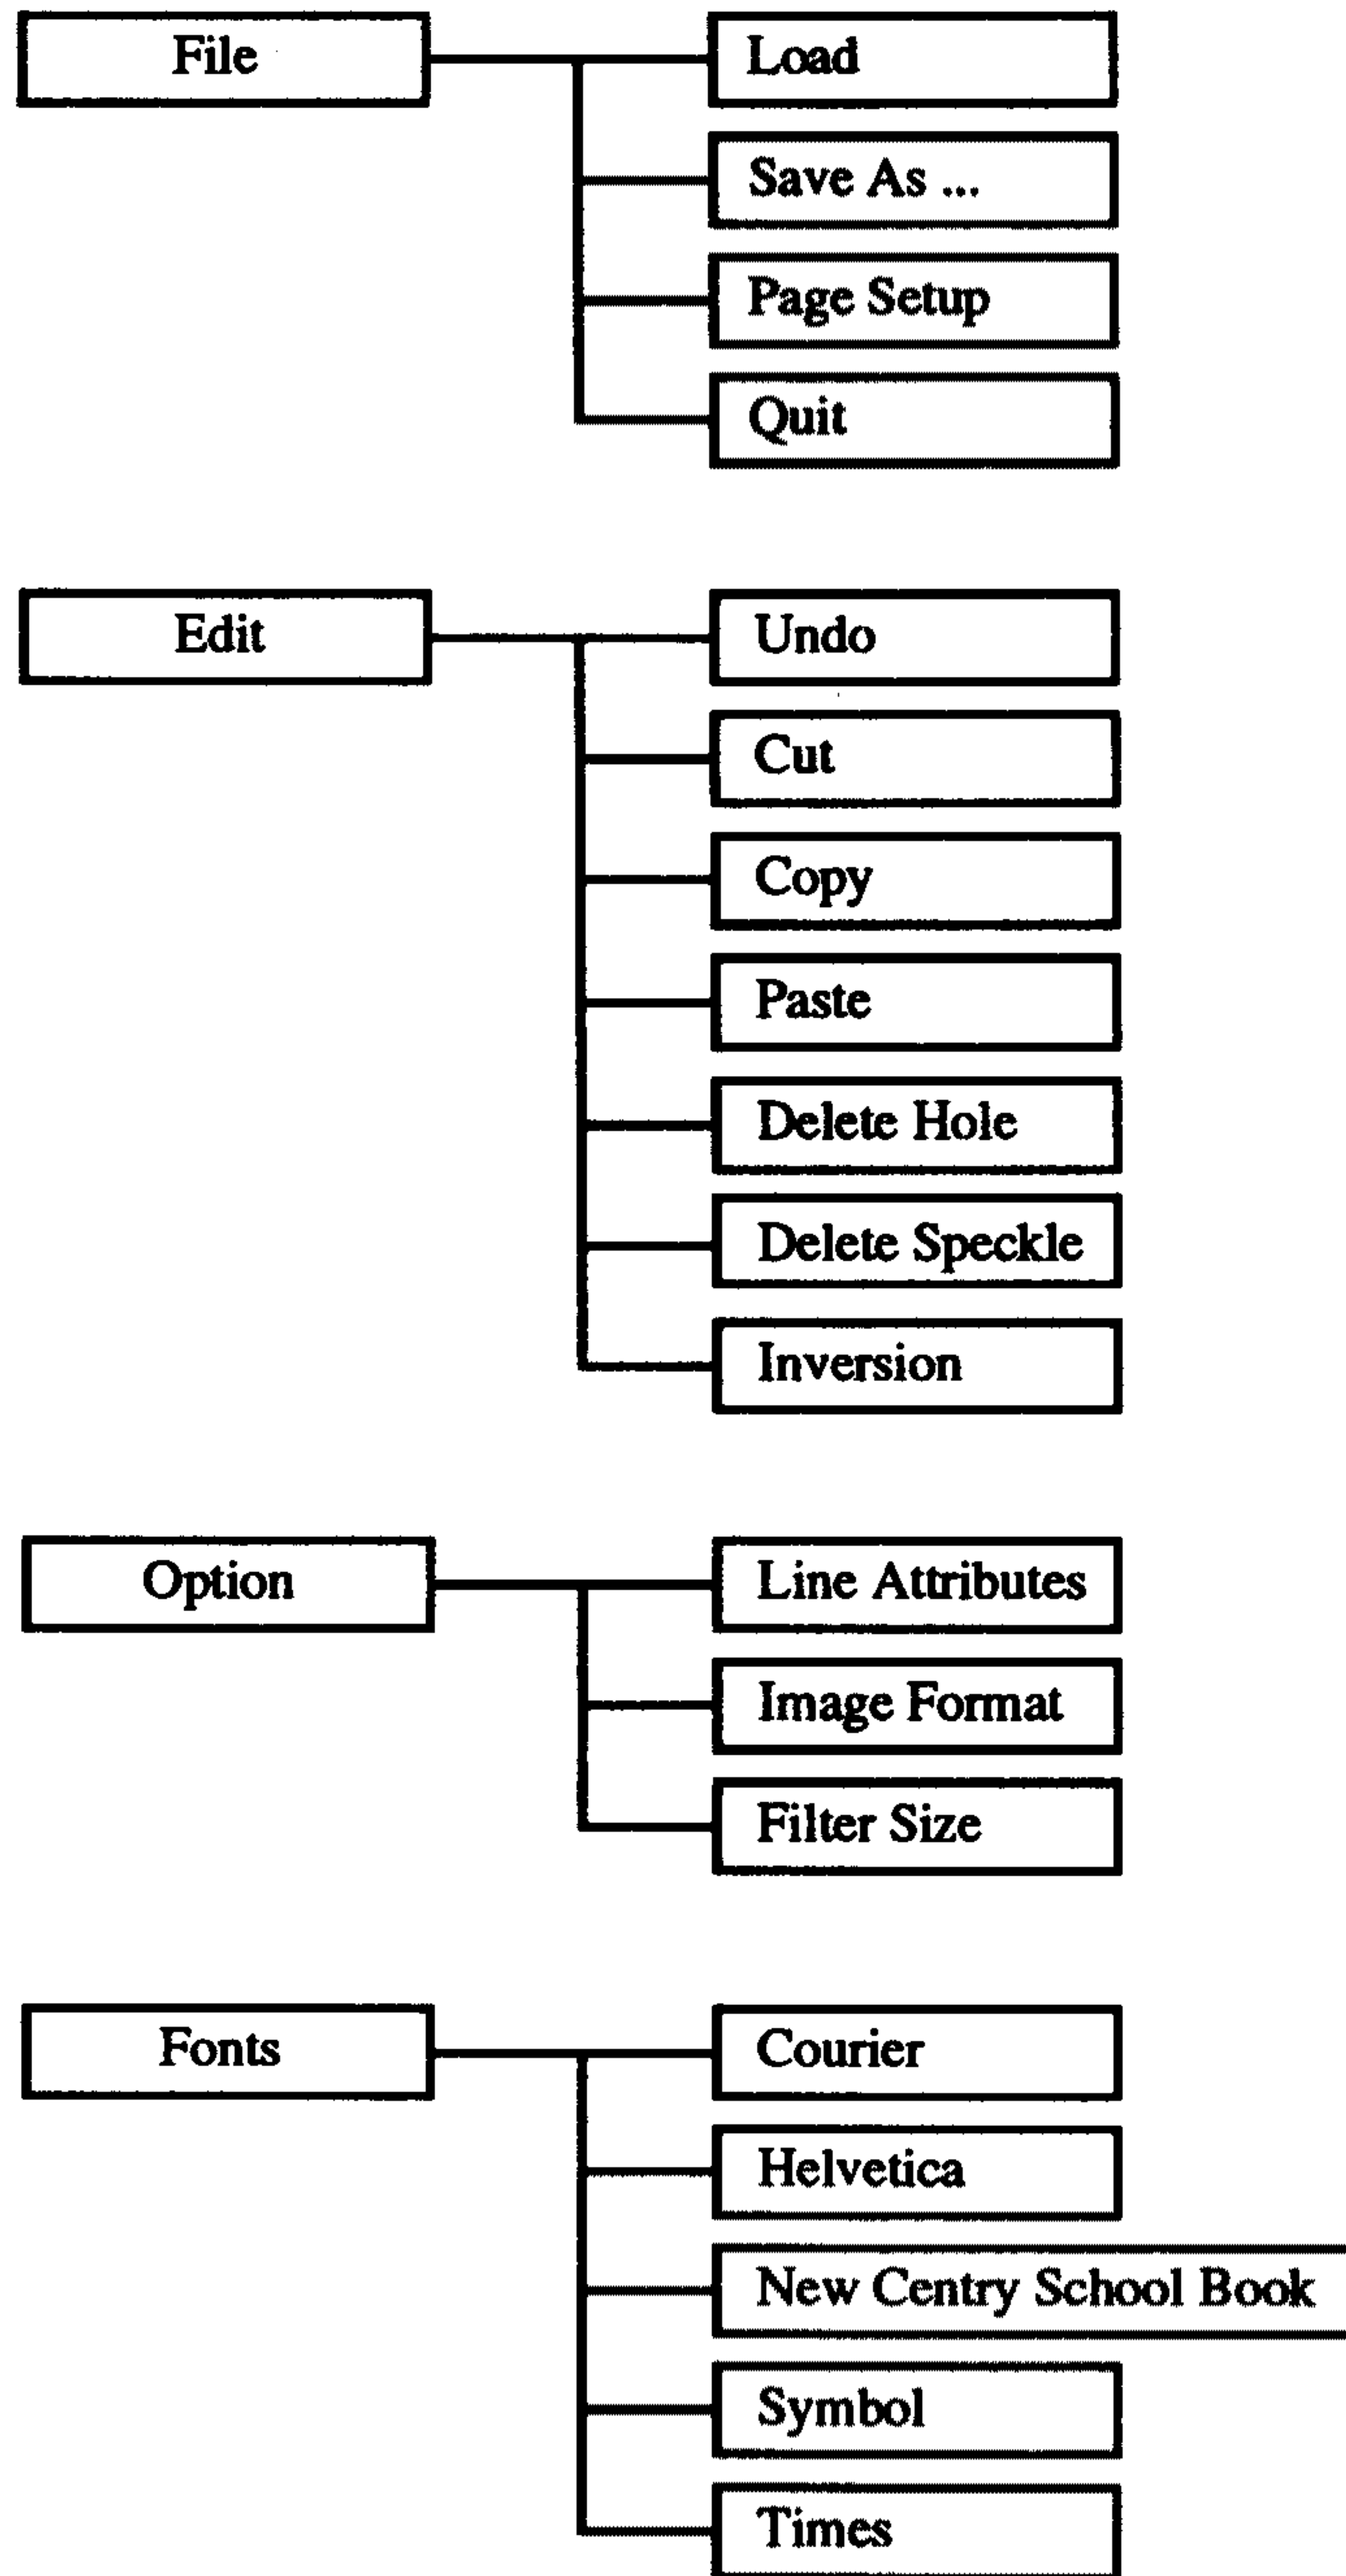 File
Load
Save As ...
Page Setup
Quit
Edit
Undo
Cut
Copy
Paste
Delete Hole
Delete Speckle
Inversion
Option
Line Attributes
Image Format
Filter Size
Fonts
Courier
Helvetica
New Centry School Book
Symbol
Times